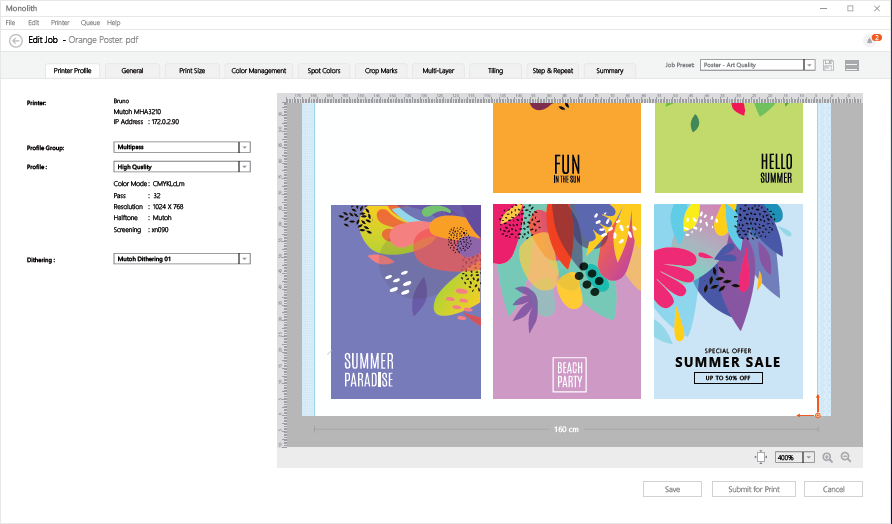 Monolith
File Edit Printer Queue Help
Edit Job - Orange Poster. pdf
2
Printer Profile General Print Size Color Management Spot Colors Crop Marks Multi-Layer Tiling Step & Repeat Summary
Job Preset: Poster - Art Quality
Printer: Bruno
Mutoh MHA3210
IP Address : 172.0.2.90
Profile Group: Multipass
Profile : High Quality
Color Mode : CMYKLcLm
Pass : 32
Resolution : 1024 X 768
Halftone : Mutoh
Screening : xn090
Dithering : Mutoh Dithering 01
FUN
IN THE SUN
HELLO
SUMMER
SUMMER
PARADISE
BEACH
PARTY
SPECIAL OFFER
SUMMER SALE
UP TO 50% OFF
160 cm
400%
Save Submit for Print Cancel